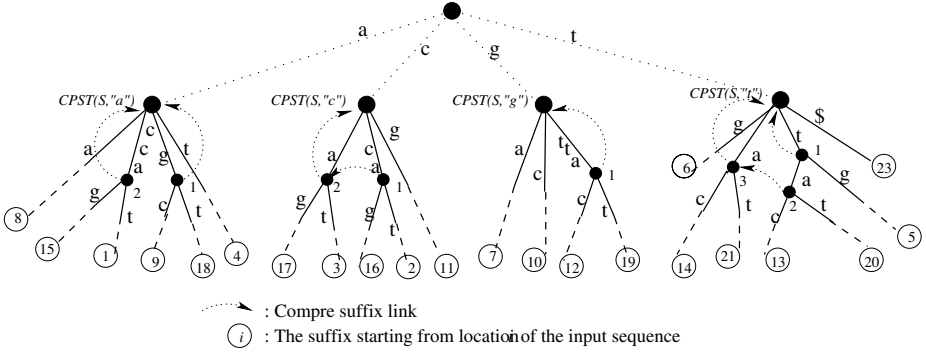 a c g t
CPST(S,"a") CPST(S,"c") CPST(S,"g") CPST(S,"t")
$
c g g t
a c g t a c a t t a 1
c a a a g
a 2 1 2 1 1 3 2
g t c t g t g t c t c t c t
6 23
8
15 1 9 18 4 17 3 16 2 11 7 10 12 19 14 21 13 20 5
: Compre suffix link
i : The suffix starting from location i of the input sequence